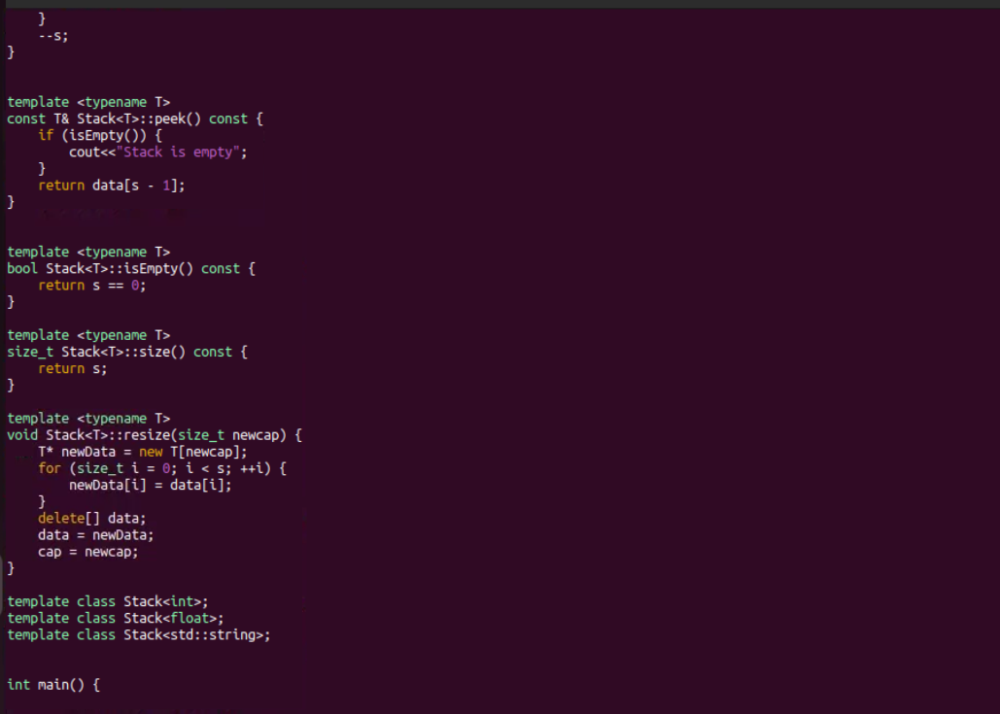 }
    --s;
}
template <typename T>
const T& Stack<T>::peek() const {
    if (isEmpty()) {
        cout<<"Stack is empty";
    }
    return data[s - 1];
}
template <typename T>
bool Stack<T>::isEmpty() const {
    return s == 0;
}
template <typename T>
size_t Stack<T>::size() const {
    return s;
}
template <typename T>
void Stack<T>::resize(size_t newcap) {
    T* newData = new T[newcap];
    for (size_t i = 0; i < s; ++i) {
        newData[i] = data[i];
    }
    delete[] data;
    data = newData;
    cap = newcap;
}
template class Stack<int>;
template class Stack<float>;
template class Stack<std::string>;
int main() {